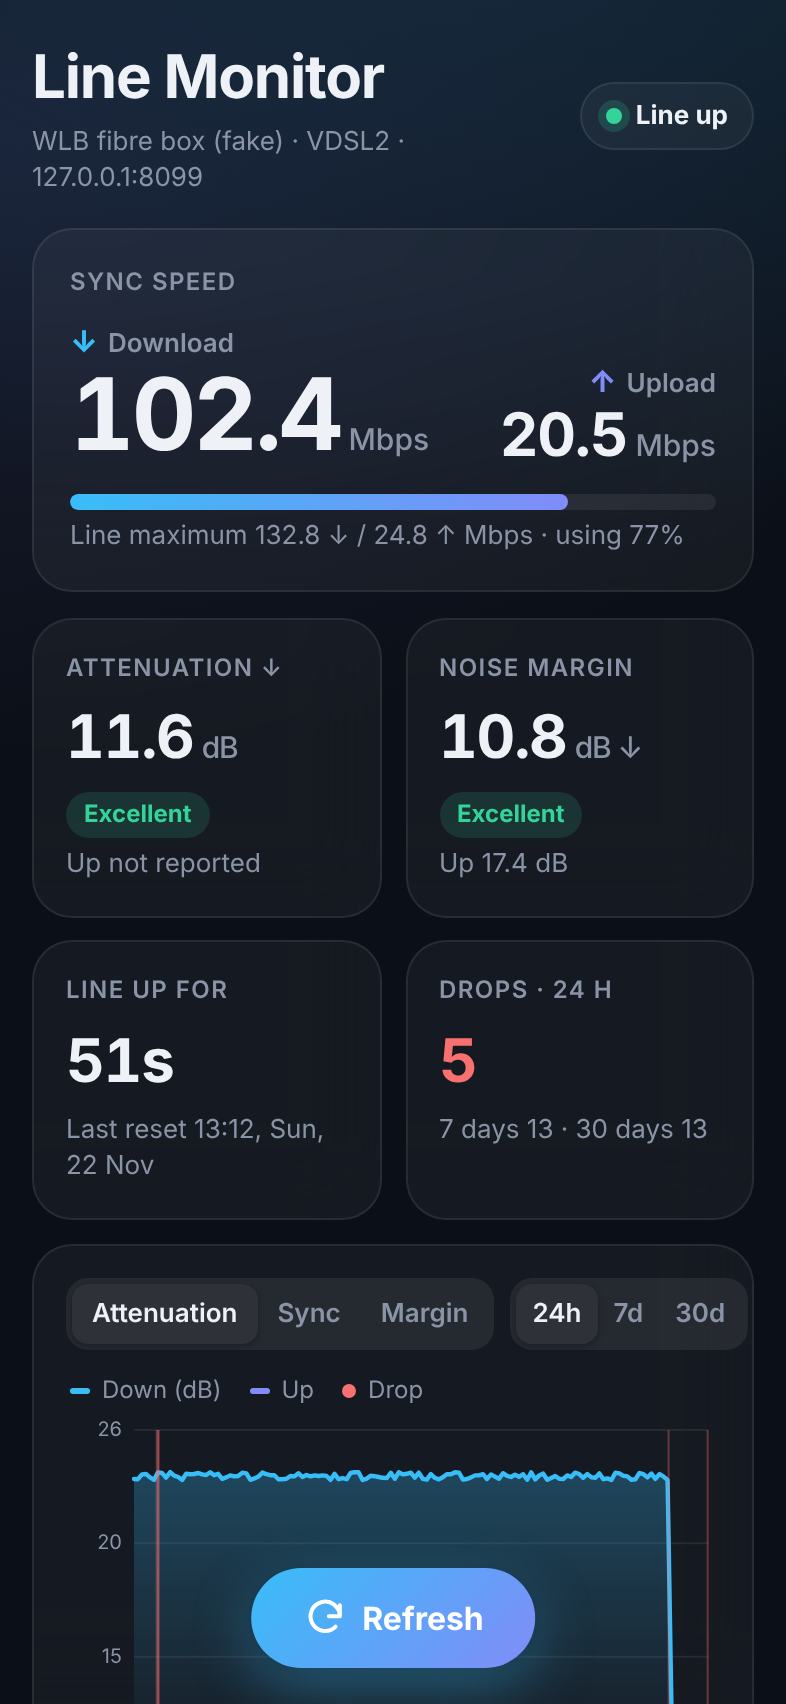 Line Monitor
WLB fibre box (fake) · VDSL2 ·
127.0.0.1:8099
Line up
SYNC SPEED
↓ Download
102.4 Mbps
↑ Upload
20.5 Mbps
Line maximum 132.8 ↓ / 24.8 ↑ Mbps · using 77%
ATTENUATION ↓
11.6 dB
Excellent
Up not reported
NOISE MARGIN
10.8 dB ↓
Excellent
Up 17.4 dB
LINE UP FOR
51s
Last reset 13:12, Sun,
22 Nov
DROPS · 24 H
5
7 days 13 · 30 days 13
Attenuation Sync Margin 24h 7d 30d
Down (dB) Up Drop
26
20
15
Refresh